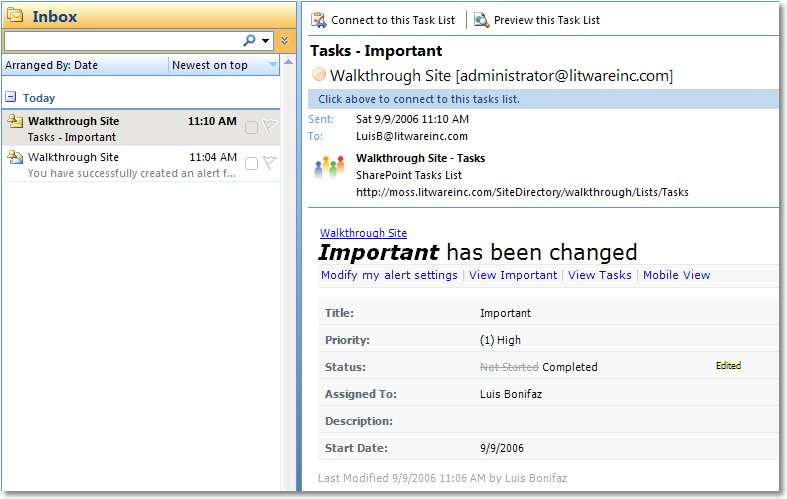 Inbox
Arranged By: Date Newest on top
Today
Walkthrough Site 11:10 AM
Tasks - Important
Walkthrough Site 11:04 AM
You have successfully created an alert f...
Connect to this Task List Preview this Task List
Tasks - Important
Walkthrough Site [administrator@litwareinc.com]
Click above to connect to this tasks list.
Sent: Sat 9/9/2006 11:10 AM
To: LuisB@litwareinc.com
Walkthrough Site - Tasks
SharePoint Tasks List
http://moss.litwareinc.com/SiteDirectory/walkthrough/Lists/Tasks
Walkthrough Site
Important has been changed
Modify my alert settings | View Important | View Tasks | Mobile View
Title: Important
Priority: (1) High
Status: Not Started Completed Edited
Assigned To: Luis Bonifaz
Description:
Start Date: 9/9/2006
Last Modified 9/9/2006 11:06 AM by Luis Bonifaz